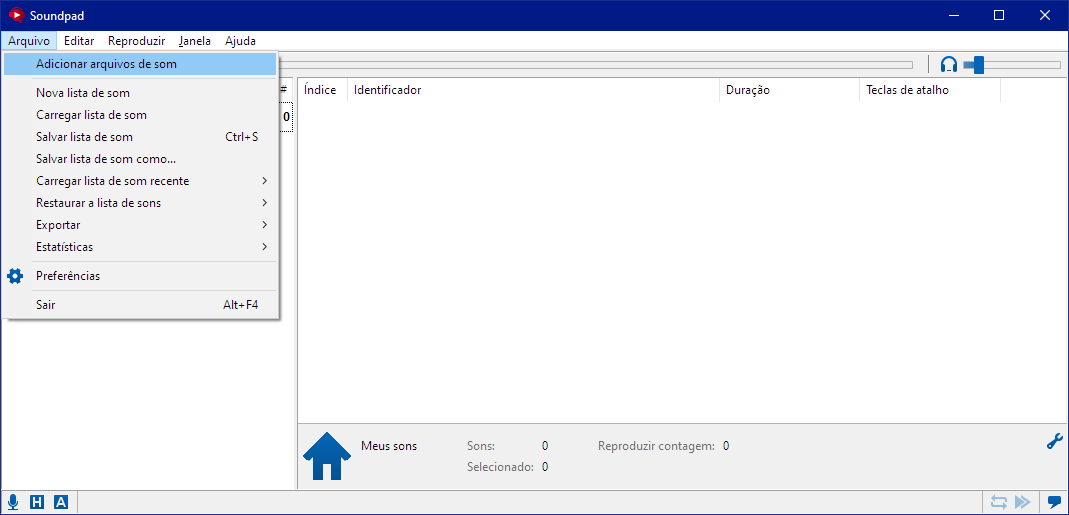 Soundpad
Arquivo Editar Reproduzir Janela Ajuda
Adicionar arquivos de som
Nova lista de som
Carregar lista de som
Salvar lista de som Ctrl+S
Salvar lista de som como...
Carregar lista de som recente
Restaurar a lista de sons
Exportar
Estatísticas
Preferências
Sair Alt+F4
#
0
Índice Identificador Duração Teclas de atalho
Meus sons Sons: 0 Reproduzir contagem: 0
Selecionado: 0
H A